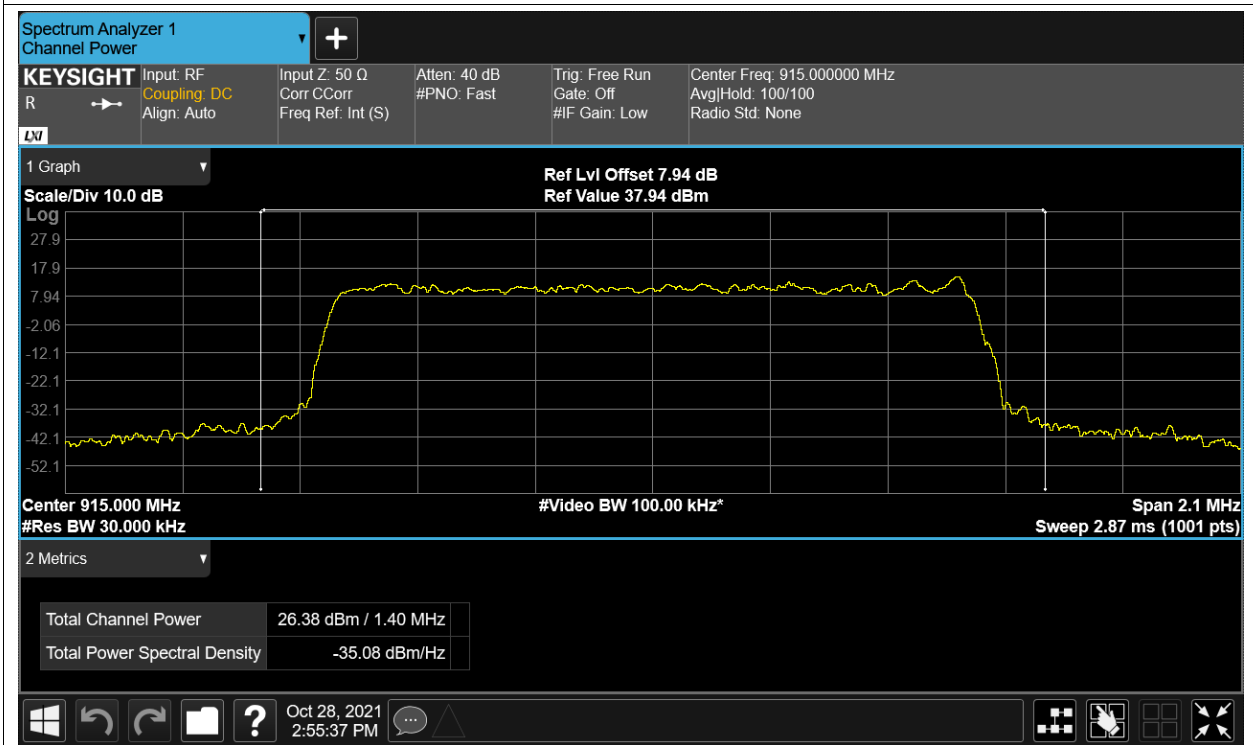 Spectrum Analyzer 1
Channel Power
KEYSIGHT
R
LXI
Input: RF
Coupling: DC
Align: Auto
Input Z: 50 Ω
Corr CCorr
Freq Ref: Int (S)
Atten: 40 dB
#PNO: Fast
Trig: Free Run
Gate: Off
#IF Gain: Low
Center Freq: 915.000000 MHz
Avg|Hold: 100/100
Radio Std: None
1 Graph
Scale/Div 10.0 dB
Ref Lvl Offset 7.94 dB
Ref Value 37.94 dBm
Log
27.9
17.9
7.94
-2.06
-12.1
-22.1
-32.1
-42.1
-52.1
Center 915.000 MHz
#Res BW 30.000 kHz
#Video BW 100.00 kHz*
Span 2.1 MHz
Sweep 2.87 ms (1001 pts)
2 Metrics
Total Channel Power 26.38 dBm / 1.40 MHz
Total Power Spectral Density -35.08 dBm/Hz
?
Oct 28, 2021
2:55:37 PM